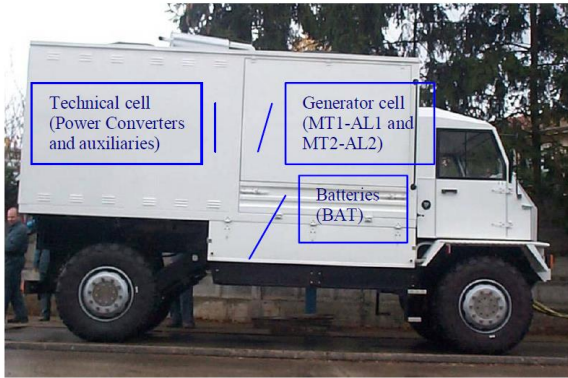 Technical cell
(Power Converters
and auxiliaries)
Generator cell
(MT1-AL1 and
MT2-AL2)
Batteries
(BAT)